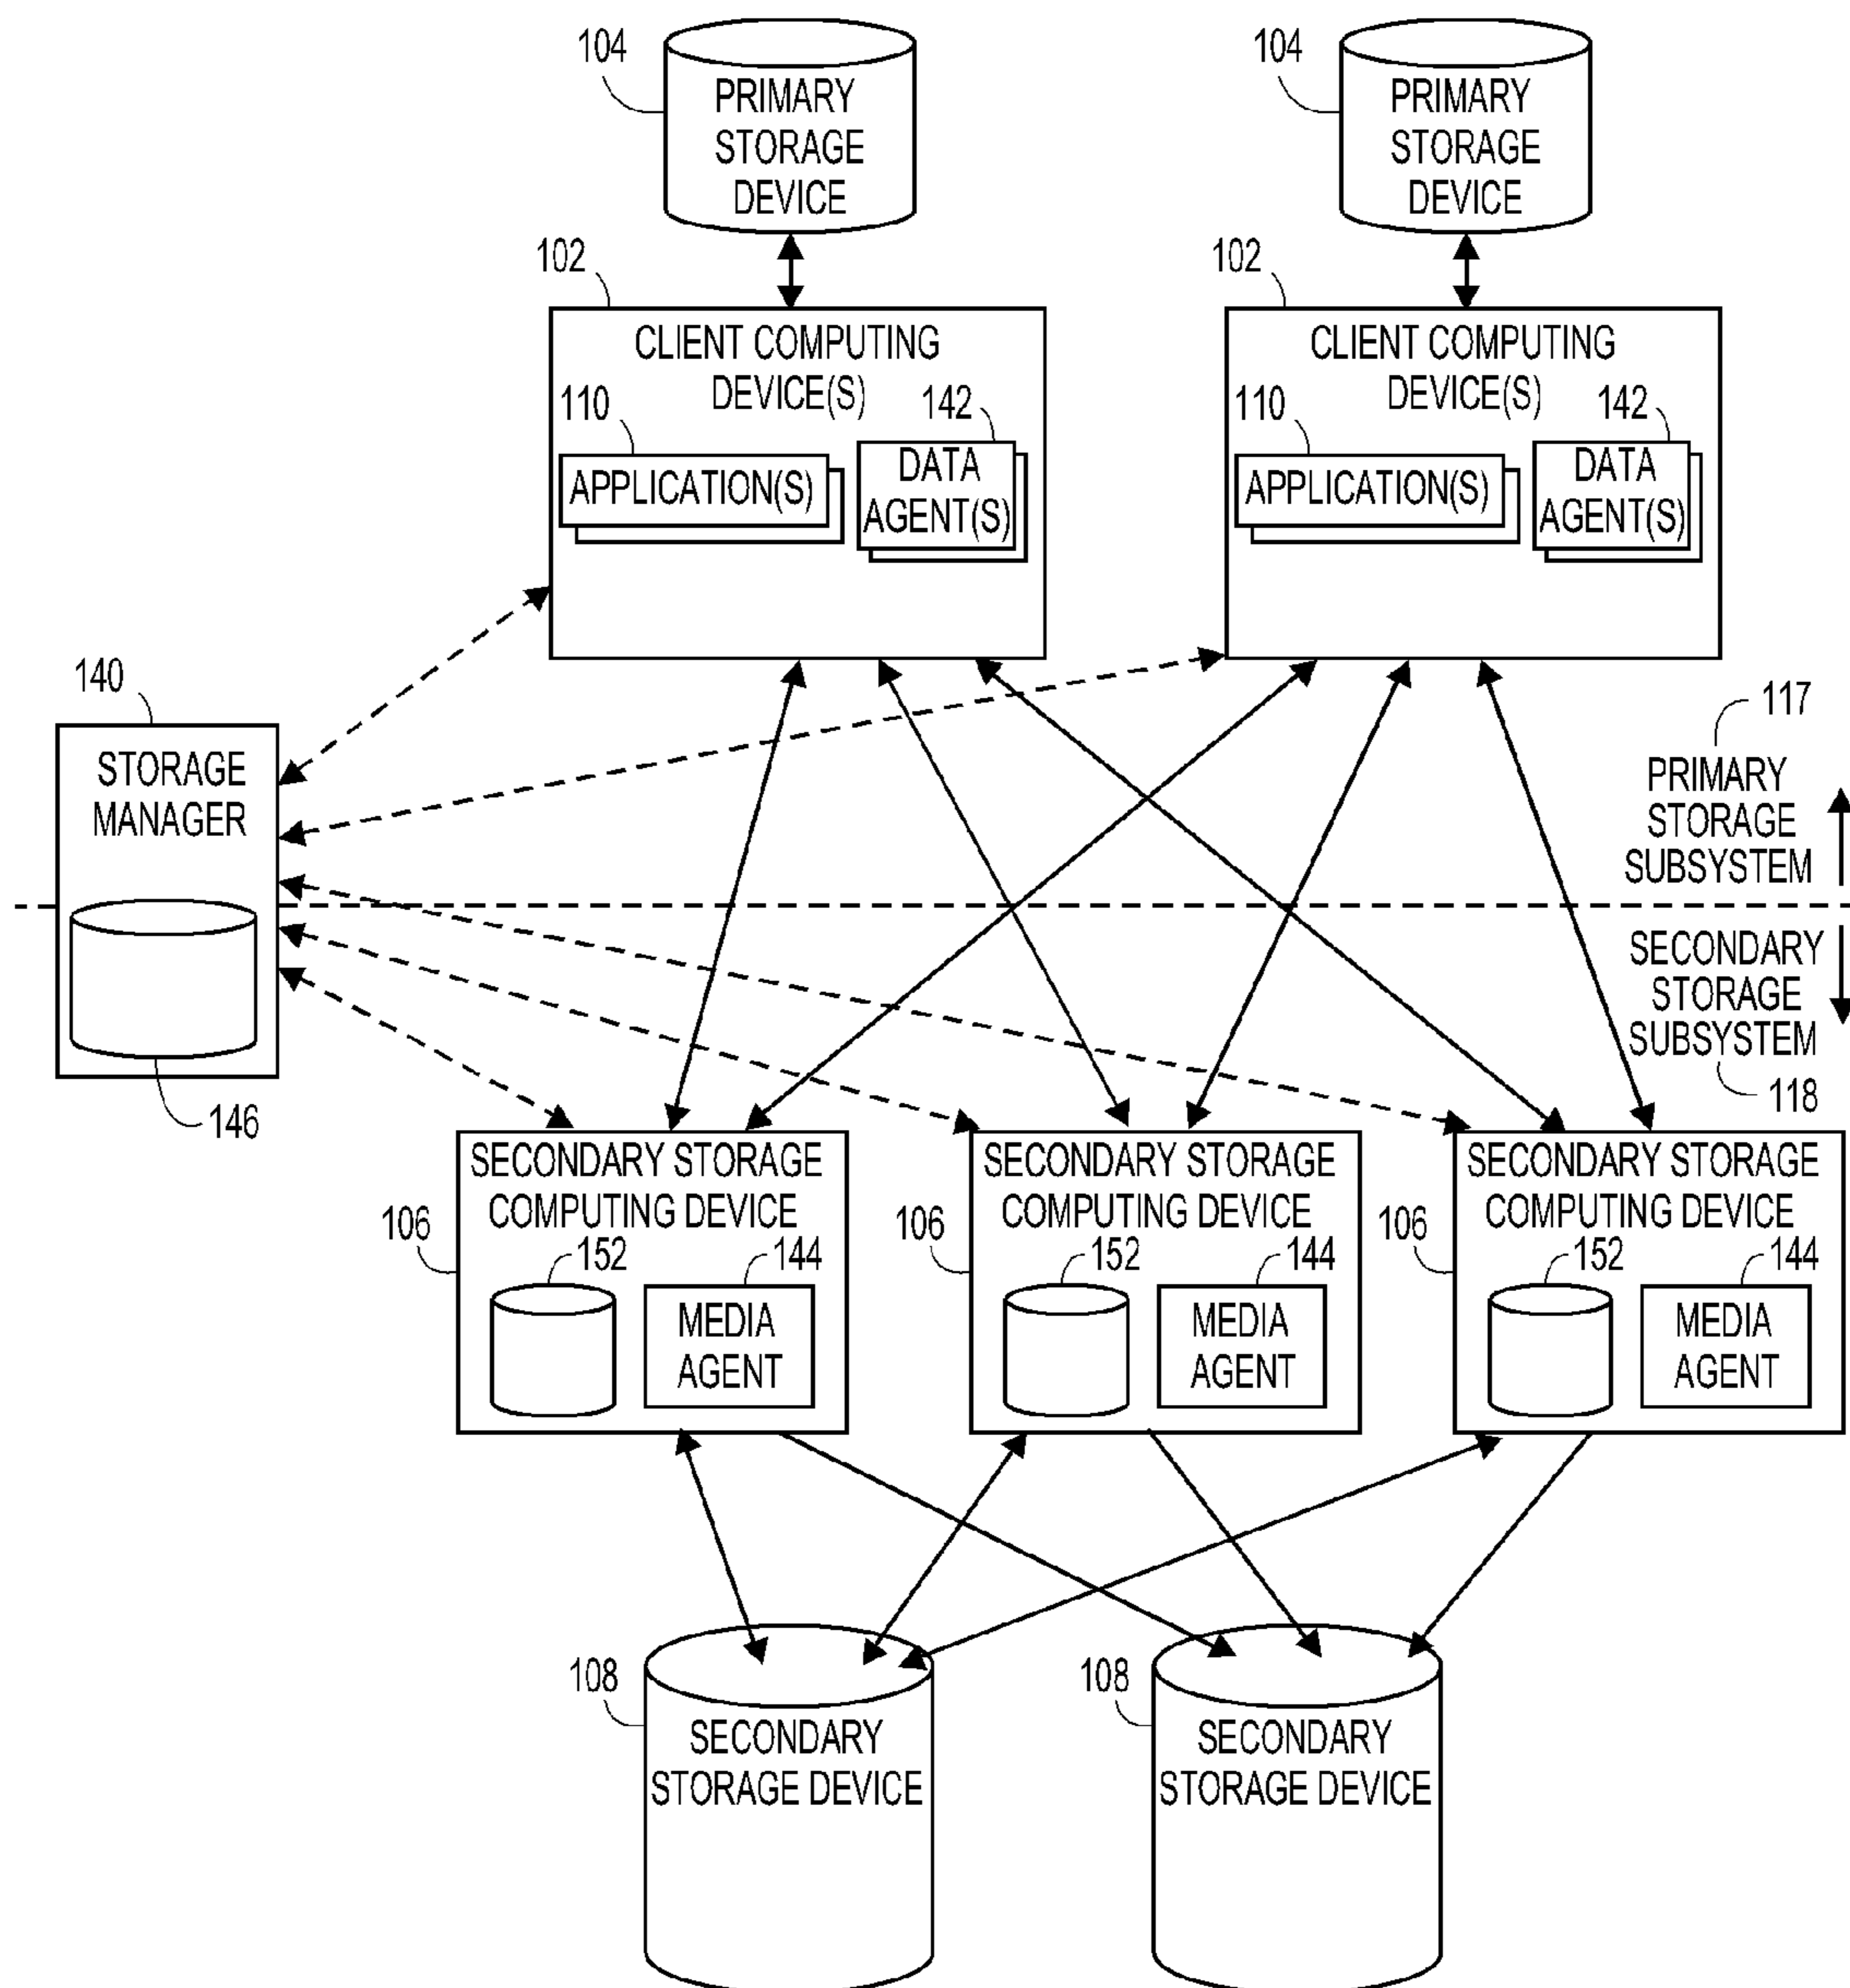 104
PRIMARY
STORAGE
DEVICE
104
PRIMARY
STORAGE
DEVICE
102
CLIENT COMPUTING
DEVICE(S)
110
APPLICATION(S)
142
DATA
AGENT(S)
102
CLIENT COMPUTING
DEVICE(S)
110
APPLICATION(S)
142
DATA
AGENT(S)
140
STORAGE
MANAGER
146
117
PRIMARY
STORAGE
SUBSYSTEM
SECONDARY
STORAGE
SUBSYSTEM
118
SECONDARY STORAGE
COMPUTING DEVICE
106
152
144
MEDIA
AGENT
SECONDARY STORAGE
COMPUTING DEVICE
106
152
144
MEDIA
AGENT
SECONDARY STORAGE
COMPUTING DEVICE
106
152
144
MEDIA
AGENT
108
SECONDARY
STORAGE DEVICE
108
SECONDARY
STORAGE DEVICE